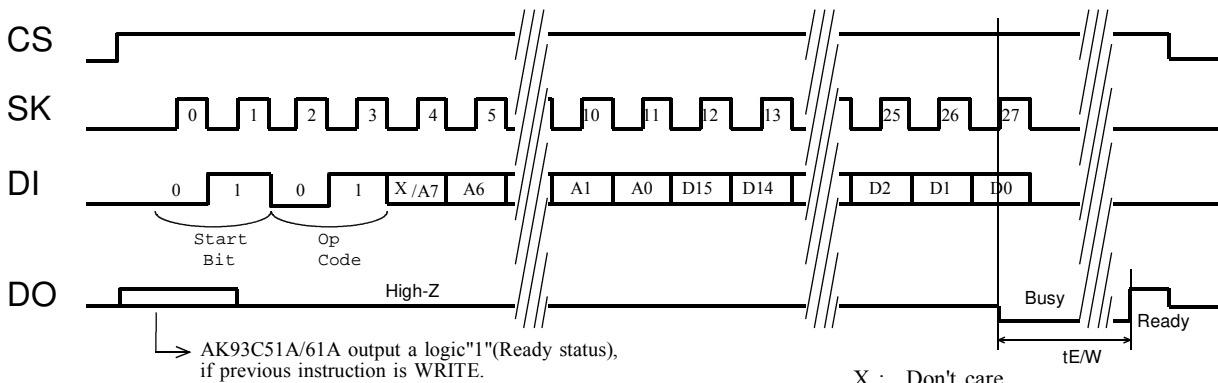 CS
SK
0 1 2 3 4 5 10 11 12 13 25 26 27
DI
0 1 0 1 X/A7 A6 A1 A0 D15 D14 D2 D1 D0
Start Op
Bit Code
DO
High-Z
Busy
Ready
AK93C51A/61A output a logic"1"(Ready status),
if previous instruction is WRITE.
tE/W
X : Don't care